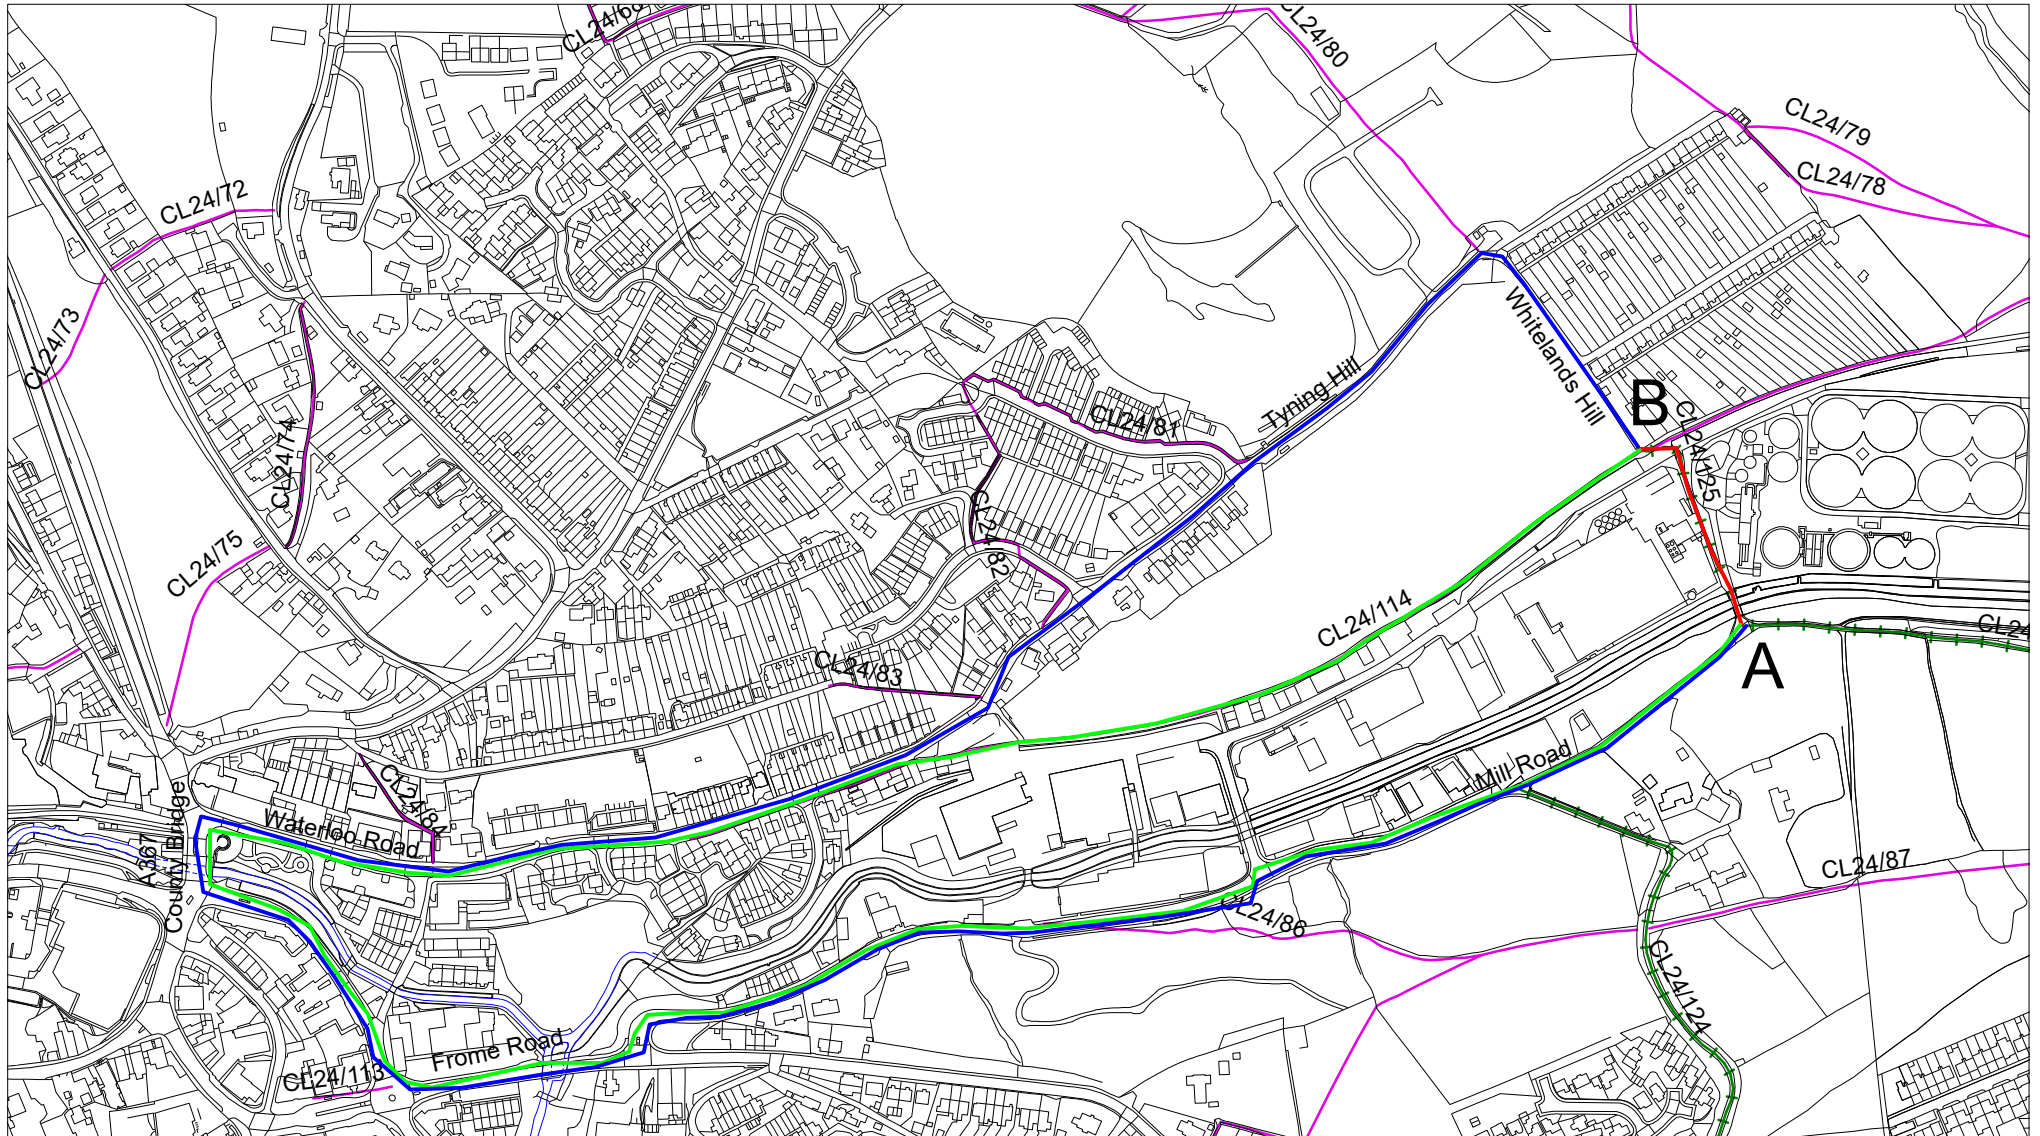 CL24/68
CL24/80
CL24/79
CL24/78
CL24/72
CL24/73
CL24/74
CL24/75
Whitelands Hill
Tyning Hill
B
CL24/125
CL24/81
CL24/82
CL24/114
CL24
A
CL24/83
Mill Road
CL24/84
Waterloo Road
A367
County Bridge
CL24/87
CL24/86
CL24/124
Frome Road
CL24/113